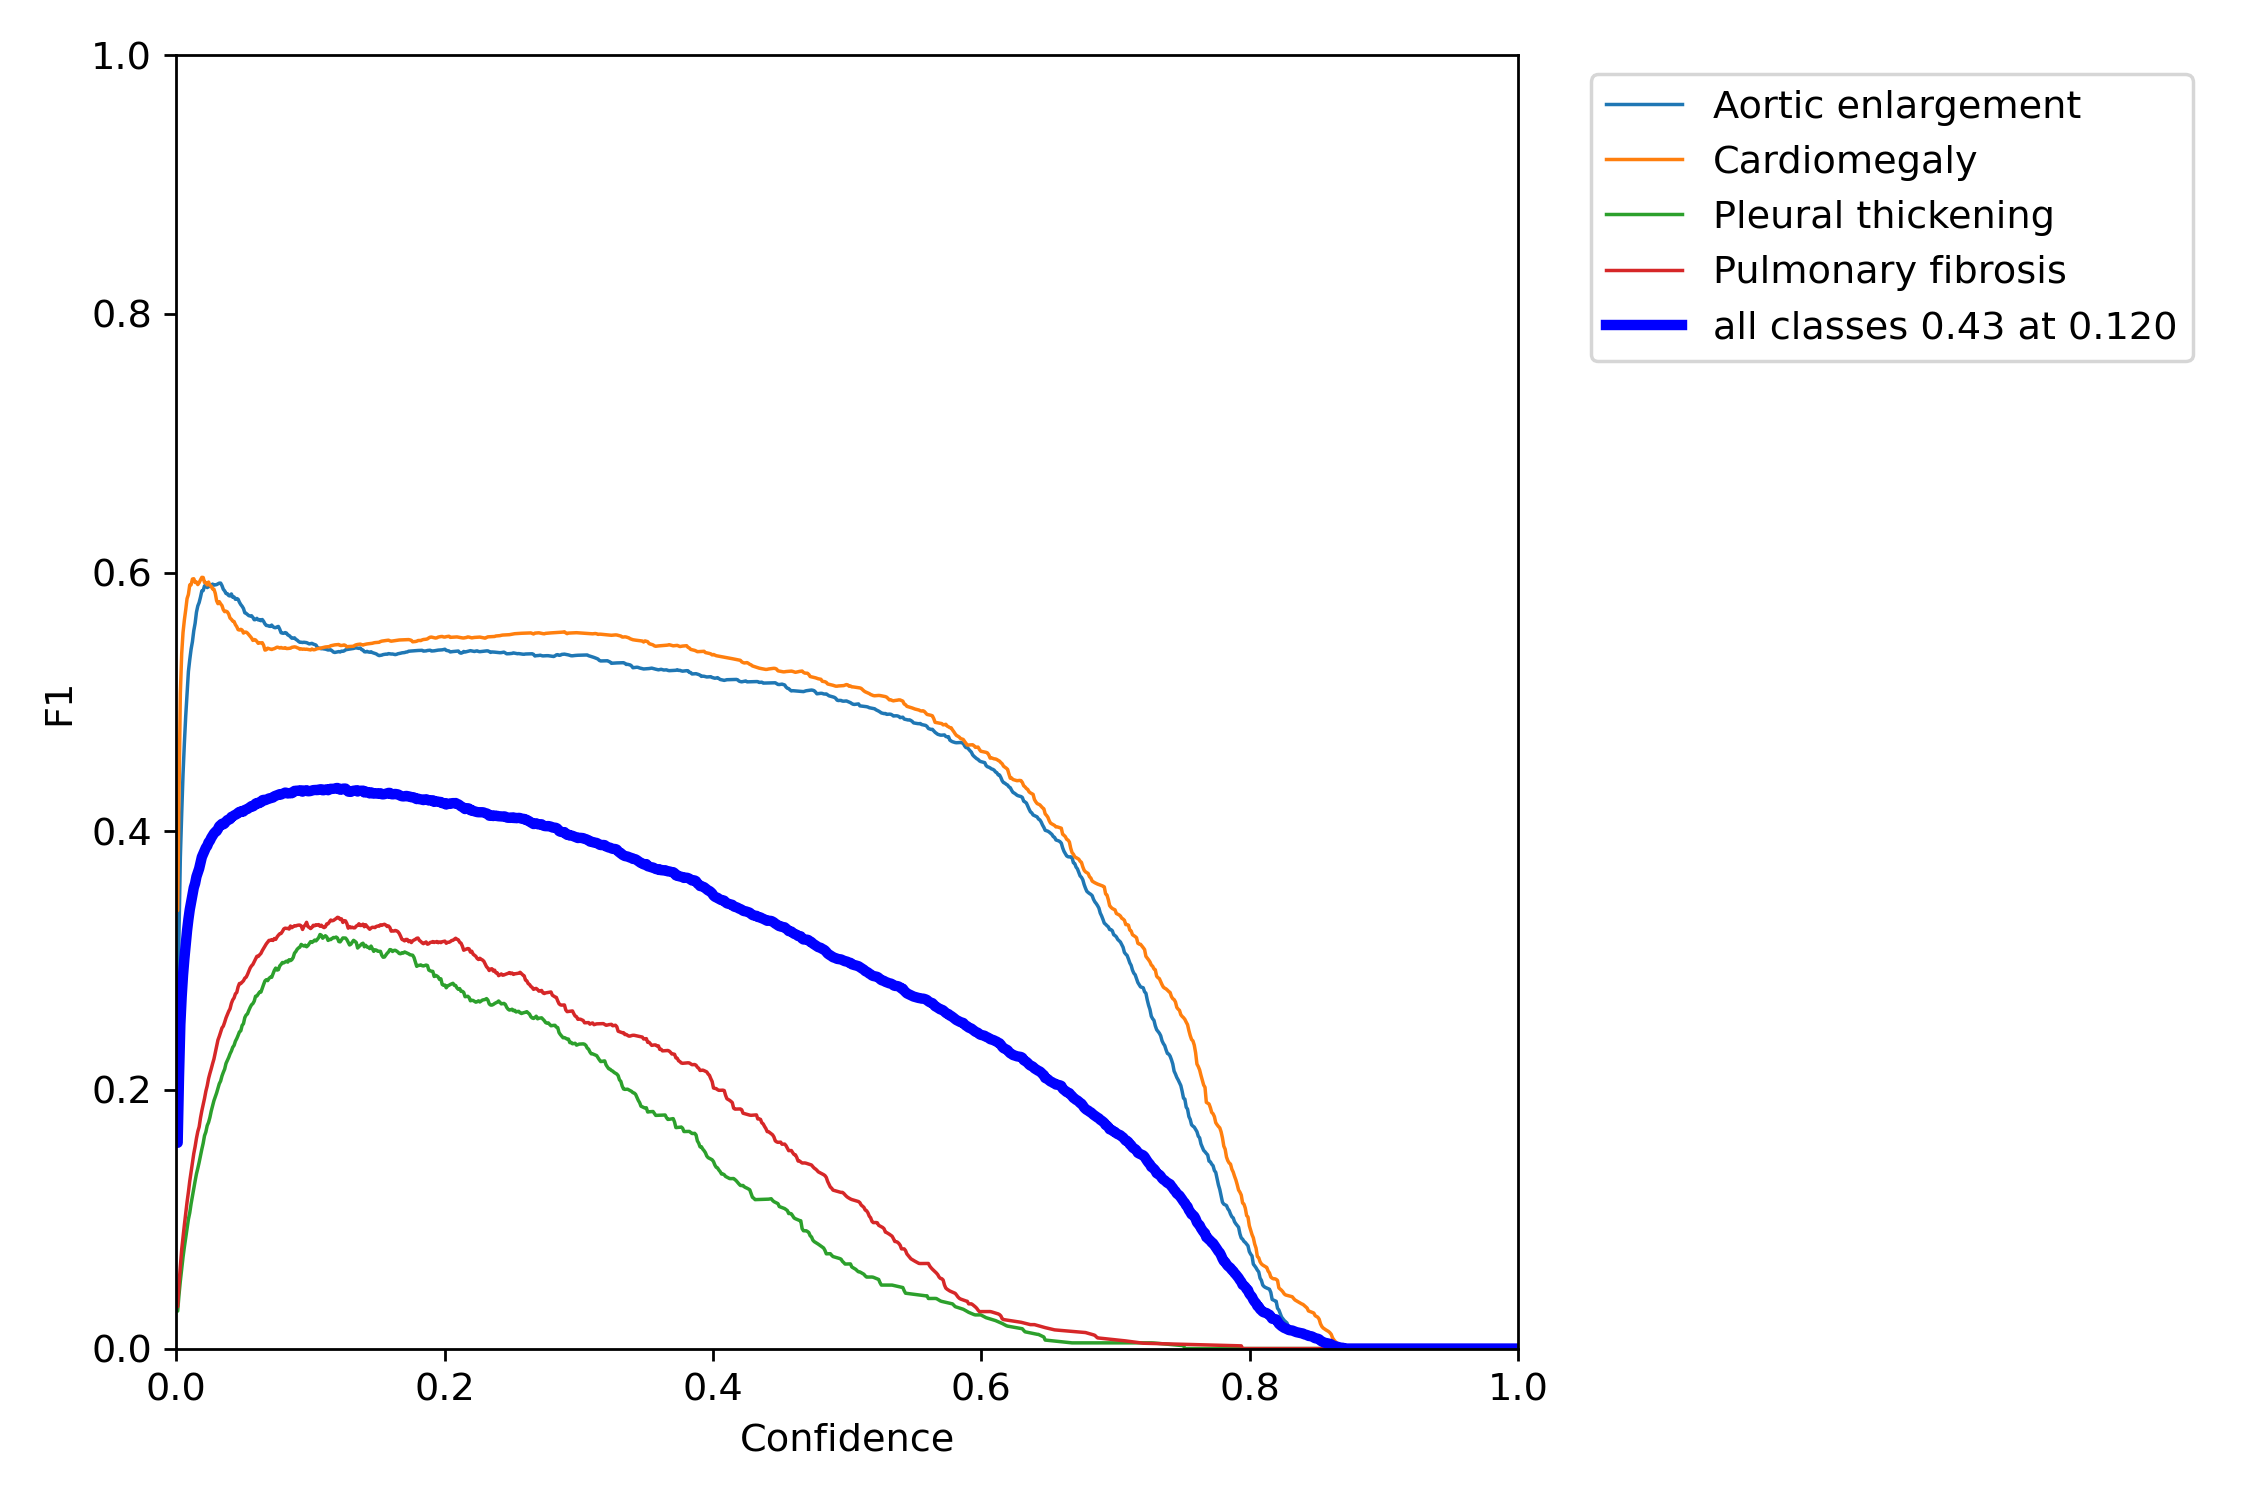 1.0
0.8
0.6
0.4
0.2
0.0
F1
0.0 0.2 0.4 0.6 0.8 1.0
Confidence
Aortic enlargement
Cardiomegaly
Pleural thickening
Pulmonary fibrosis
all classes 0.43 at 0.120